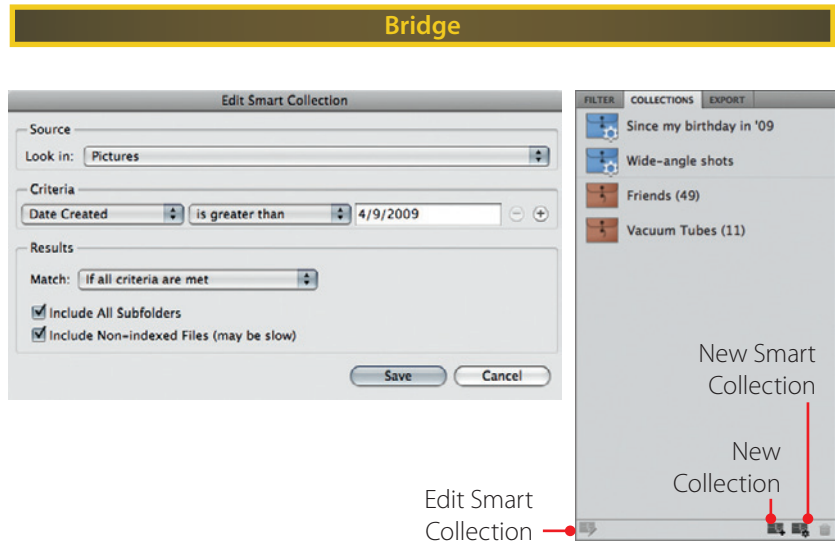 Bridge
Edit Smart Collection
Source
Look in: Pictures
Criteria
Date Created is greater than 4/9/2009
Results
Match: If all criteria are met
Include All Subfolders
Include Non-indexed Files (may be slow)
Save Cancel
FILTER COLLECTIONS EXPORT
Since my birthday in '09
Wide-angle shots
Friends (49)
Vacuum Tubes (11)
New Smart
Collection
New
Collection
Edit Smart
Collection